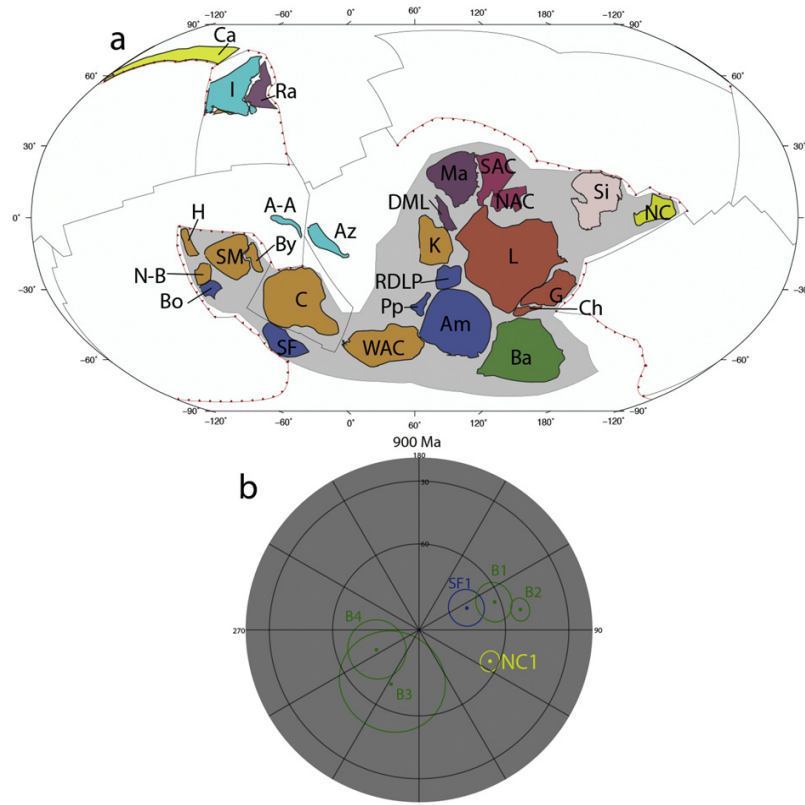 −120° −60° 0° 60° 120°
90° 90°
a
Ca
60° 60°
I
Ra
30° 30°
Ma SAC
Si
DML NAC
NC
0° 0°
H A-A
Az
SM By K L
N-B
RDLP
−30° −30°
Bo C G
Pp Ch
Am
SF WAC Ba
−60° −60°
−90° −90°
−120° −60° 0° 60° 120° 180°
900 Ma
b
180
30
60
B1
SF1 B2
B4
270 90
NC1
B3